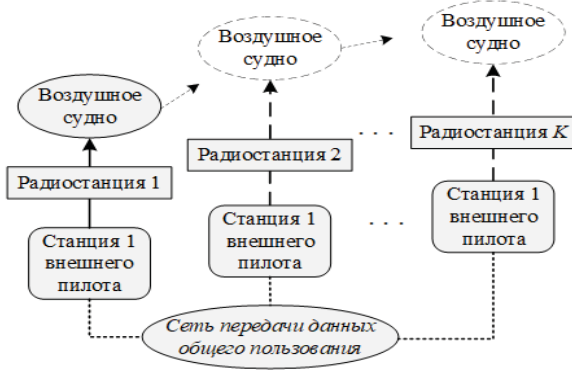 Воздушное
судно
Радиостанция 1
Станция 1
внешнего
пилота
Воздушное
судно
Радиостанция 2
Станция 1
внешнего
пилота
. . .
. . .
Воздушное
судно
Радиостанция K
Станция 1
внешнего
пилота
Сеть передачи данных
общего пользования